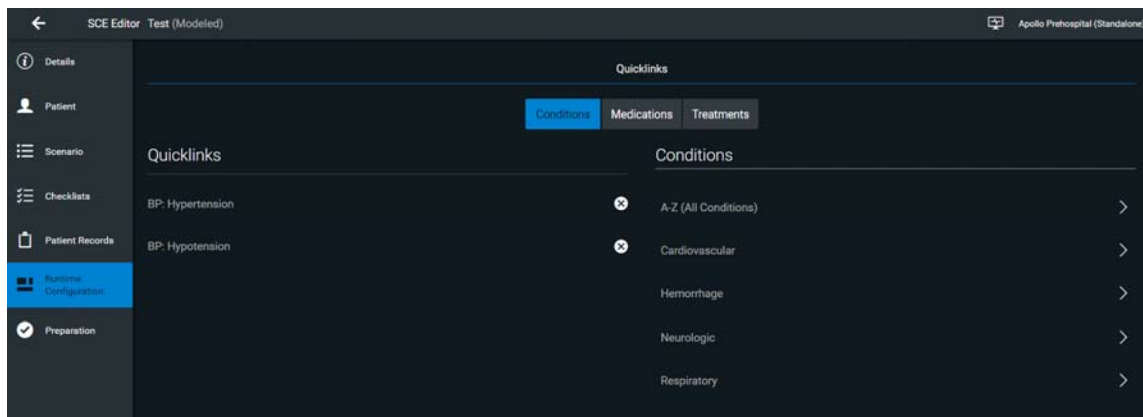 SCE Editor Test (Modeled)
Apollo Prehospital (Standalone)
Details
Patient
Scenario
Checklists
Patient Records
Runtime
Configuration
Preparation
Quicklinks
Conditions Medications Treatments
Quicklinks
BP: Hypertension
BP: Hypotension
Conditions
A-Z (All Conditions)
Cardiovascular
Hemorrhage
Neurologic
Respiratory